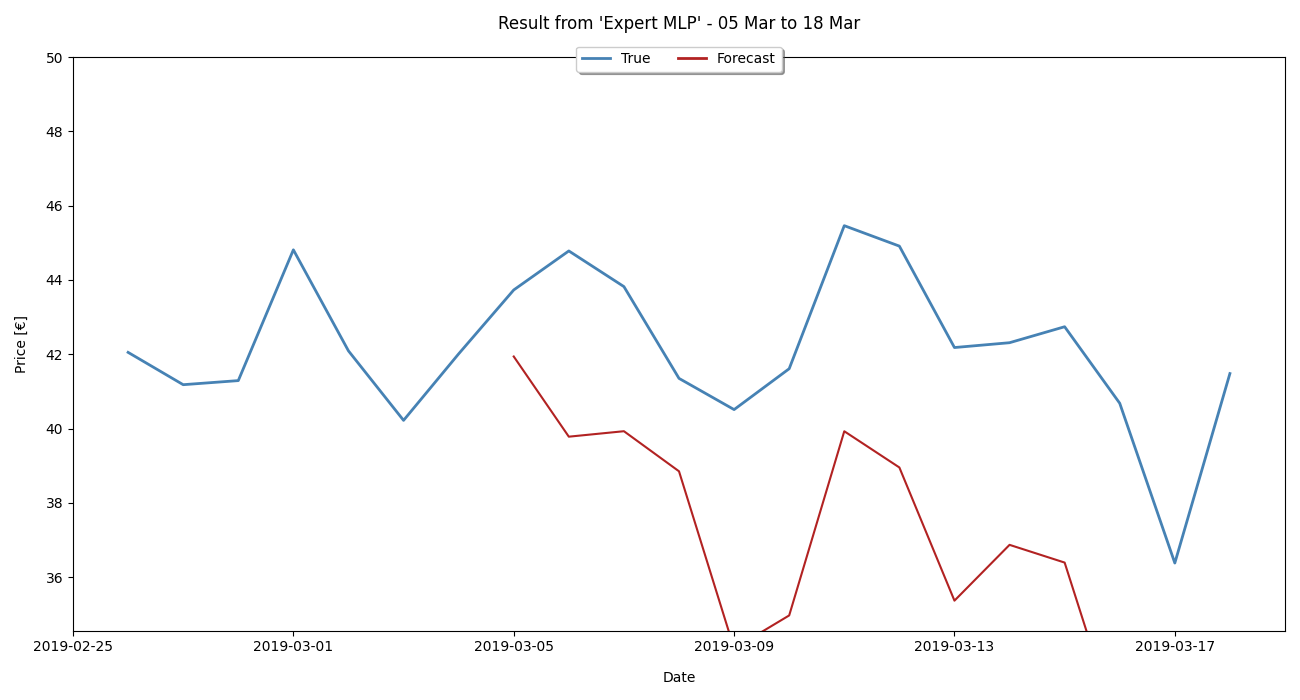 Result from 'Expert MLP' - 05 Mar to 18 Mar
True Forecast
50
48
46
44
42
40
38
36
Price [€]
2019-02-25 2019-03-01 2019-03-05 2019-03-09 2019-03-13 2019-03-17
Date